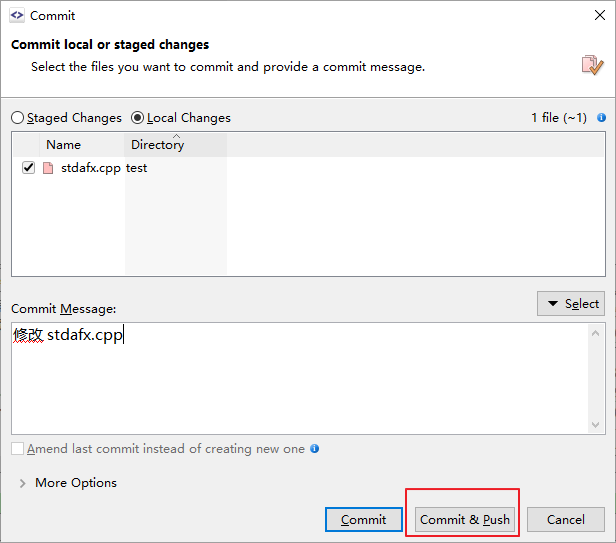 Commit
Commit local or staged changes
Select the files you want to commit and provide a commit message.
Staged Changes Local Changes 1 file (~1)
Name Directory
stdafx.cpp test
Commit Message: Select
修改 stdafx.cpp
Amend last commit instead of creating new one
More Options
Commit Commit & Push Cancel